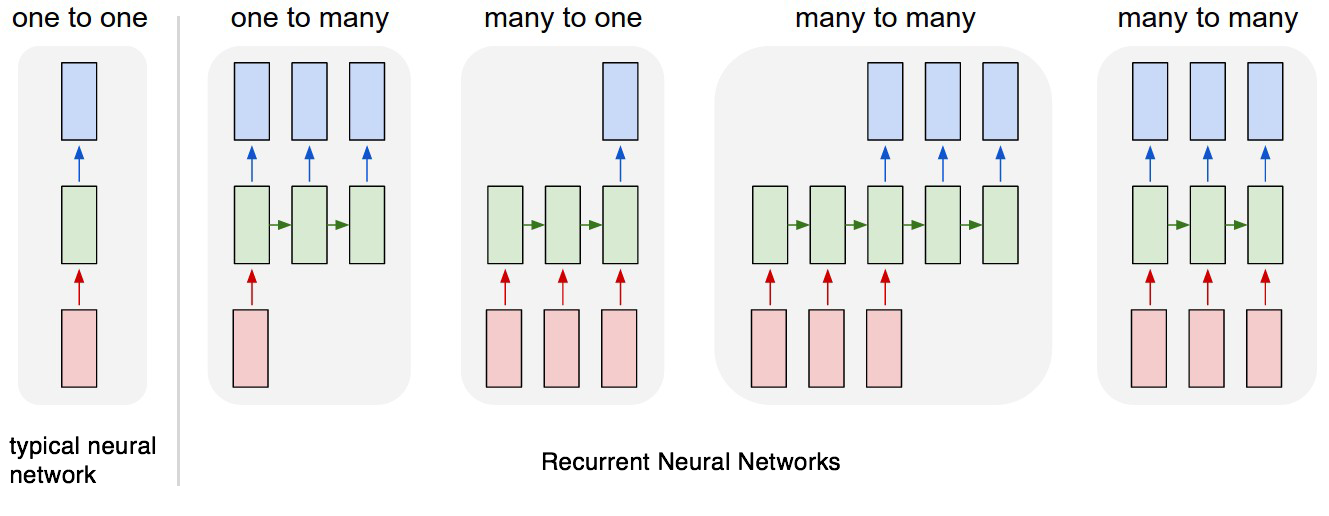 one to one
one to many
many to one
many to many
many to many
typical neural
network
Recurrent Neural Networks